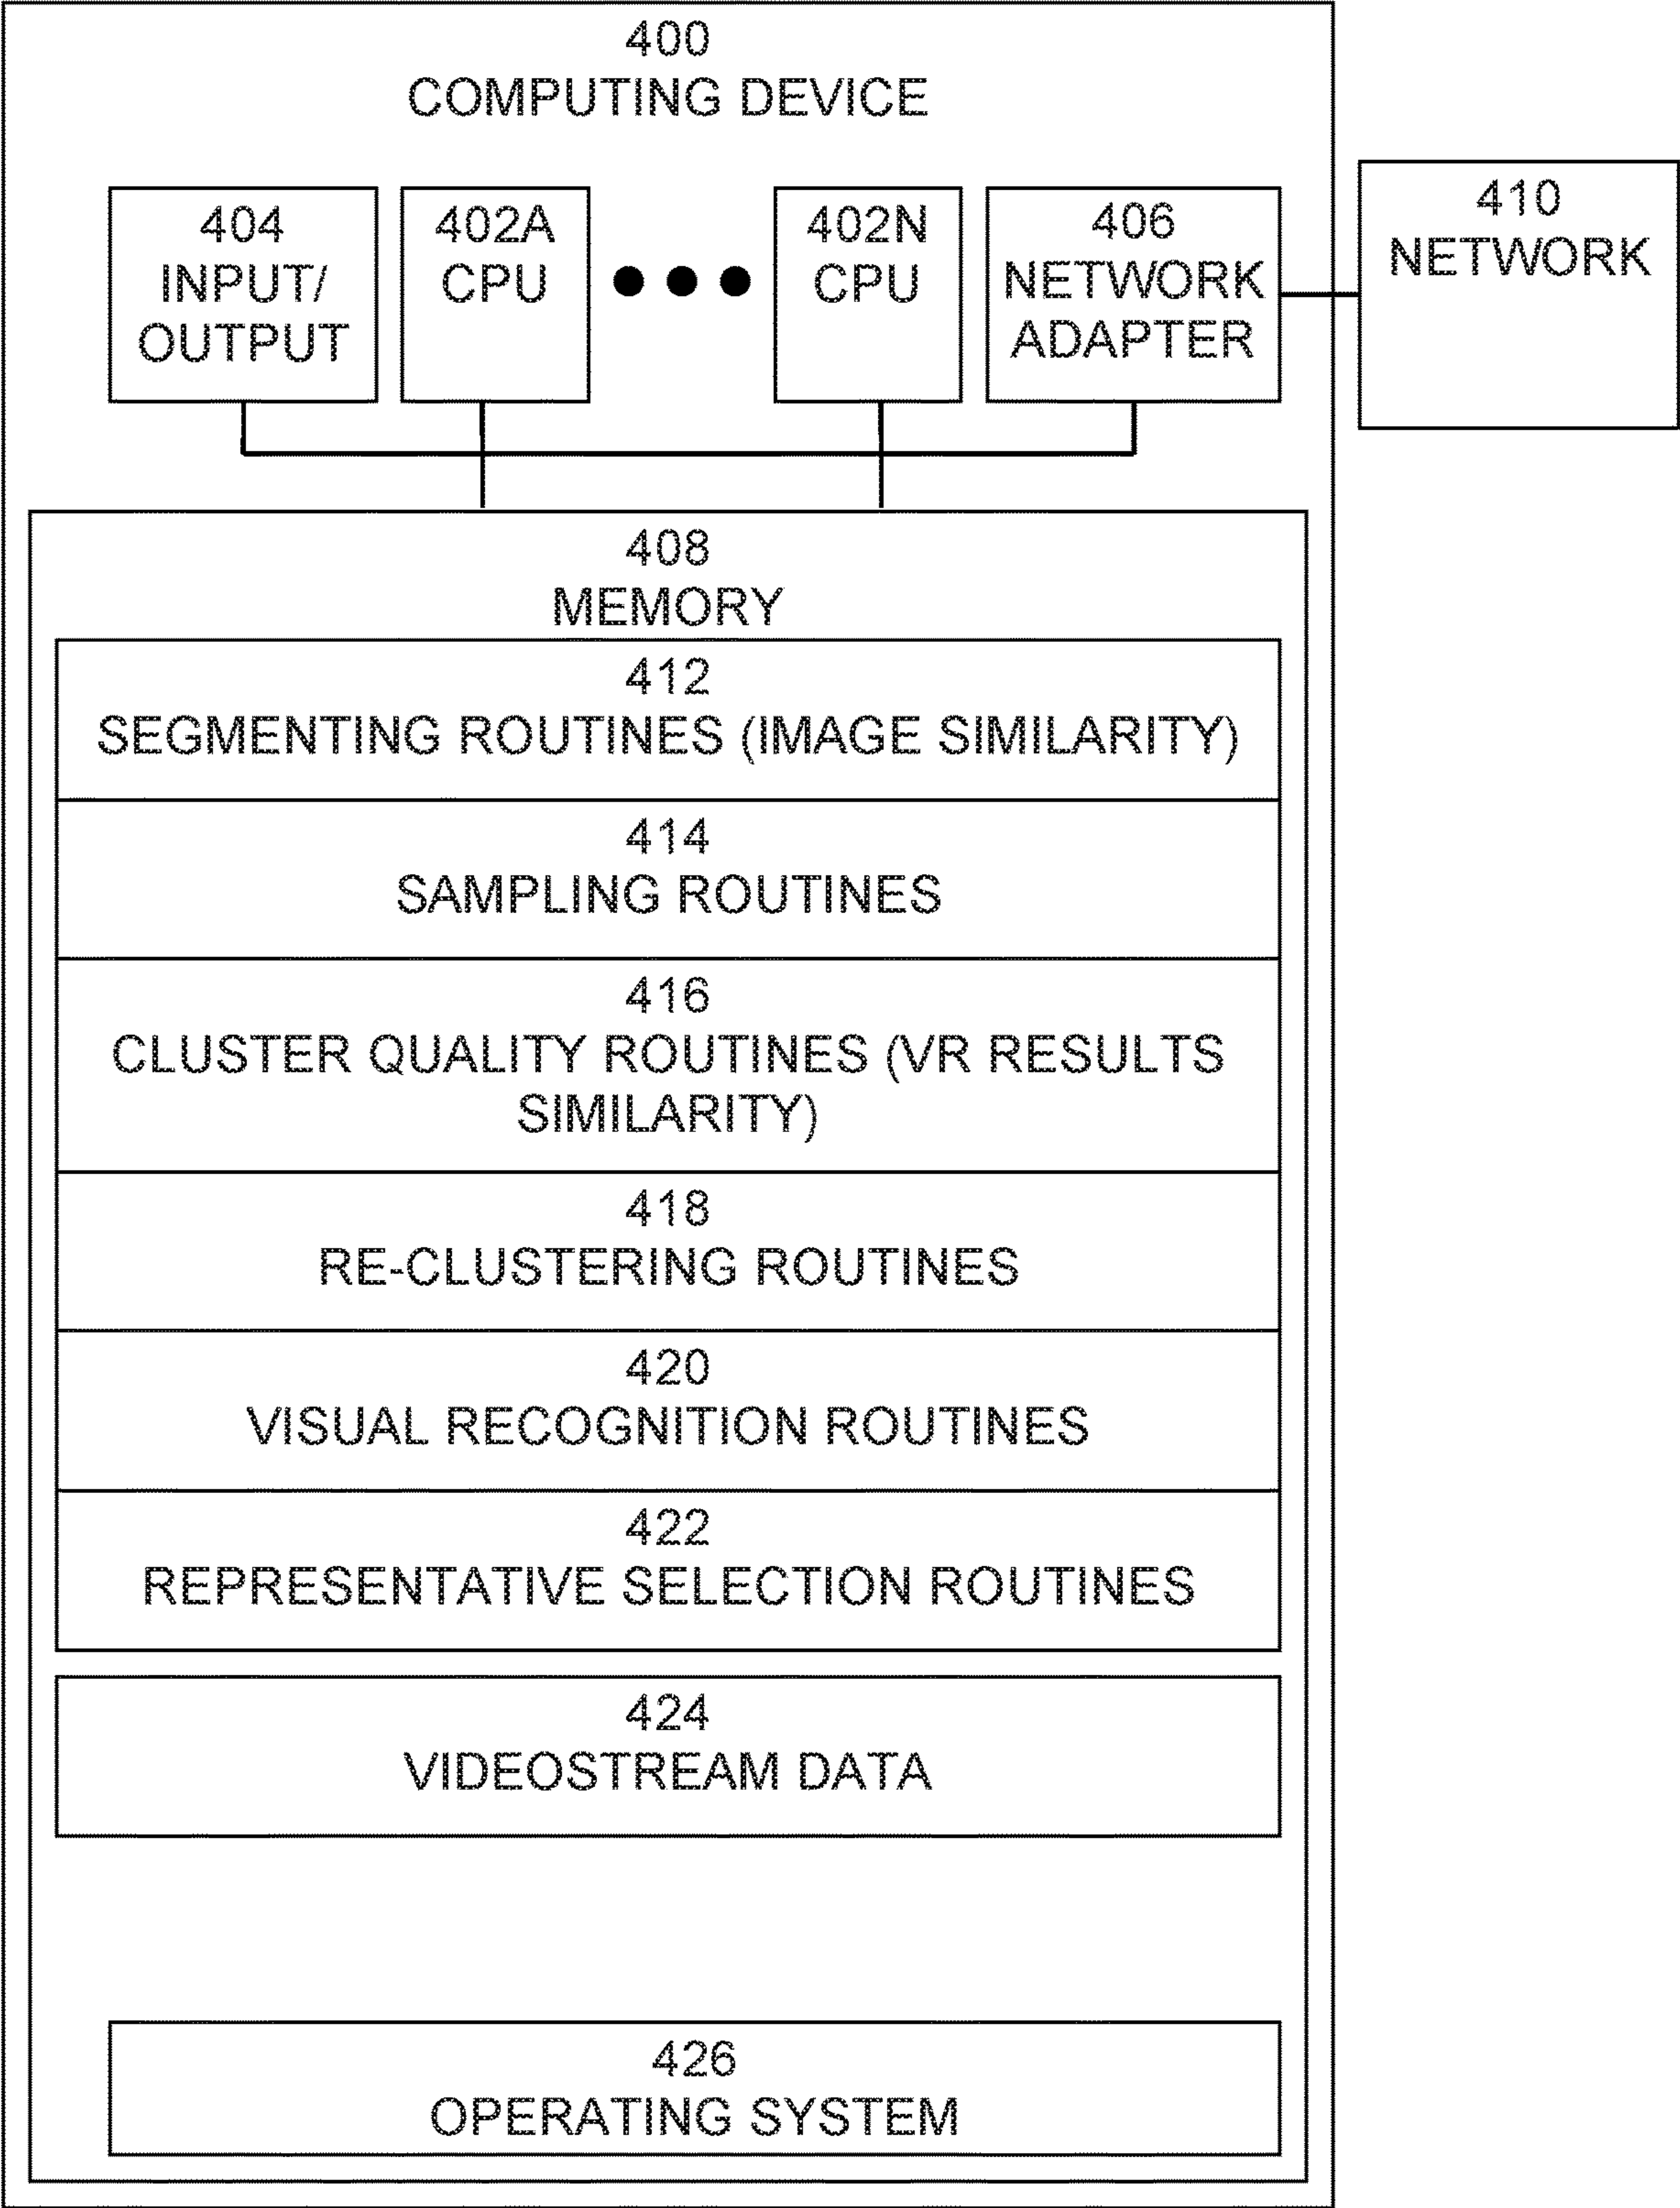 400
COMPUTING DEVICE
404
INPUT/
OUTPUT
402A
CPU
402N
CPU
406
NETWORK
ADAPTER
410
NETWORK
408
MEMORY
412
SEGMENTING ROUTINES (IMAGE SIMILARITY)
414
SAMPLING ROUTINES
416
CLUSTER QUALITY ROUTINES (VR RESULTS
SIMILARITY)
418
RE-CLUSTERING ROUTINES
420
VISUAL RECOGNITION ROUTINES
422
REPRESENTATIVE SELECTION ROUTINES
424
VIDEOSTREAM DATA
426
OPERATING SYSTEM